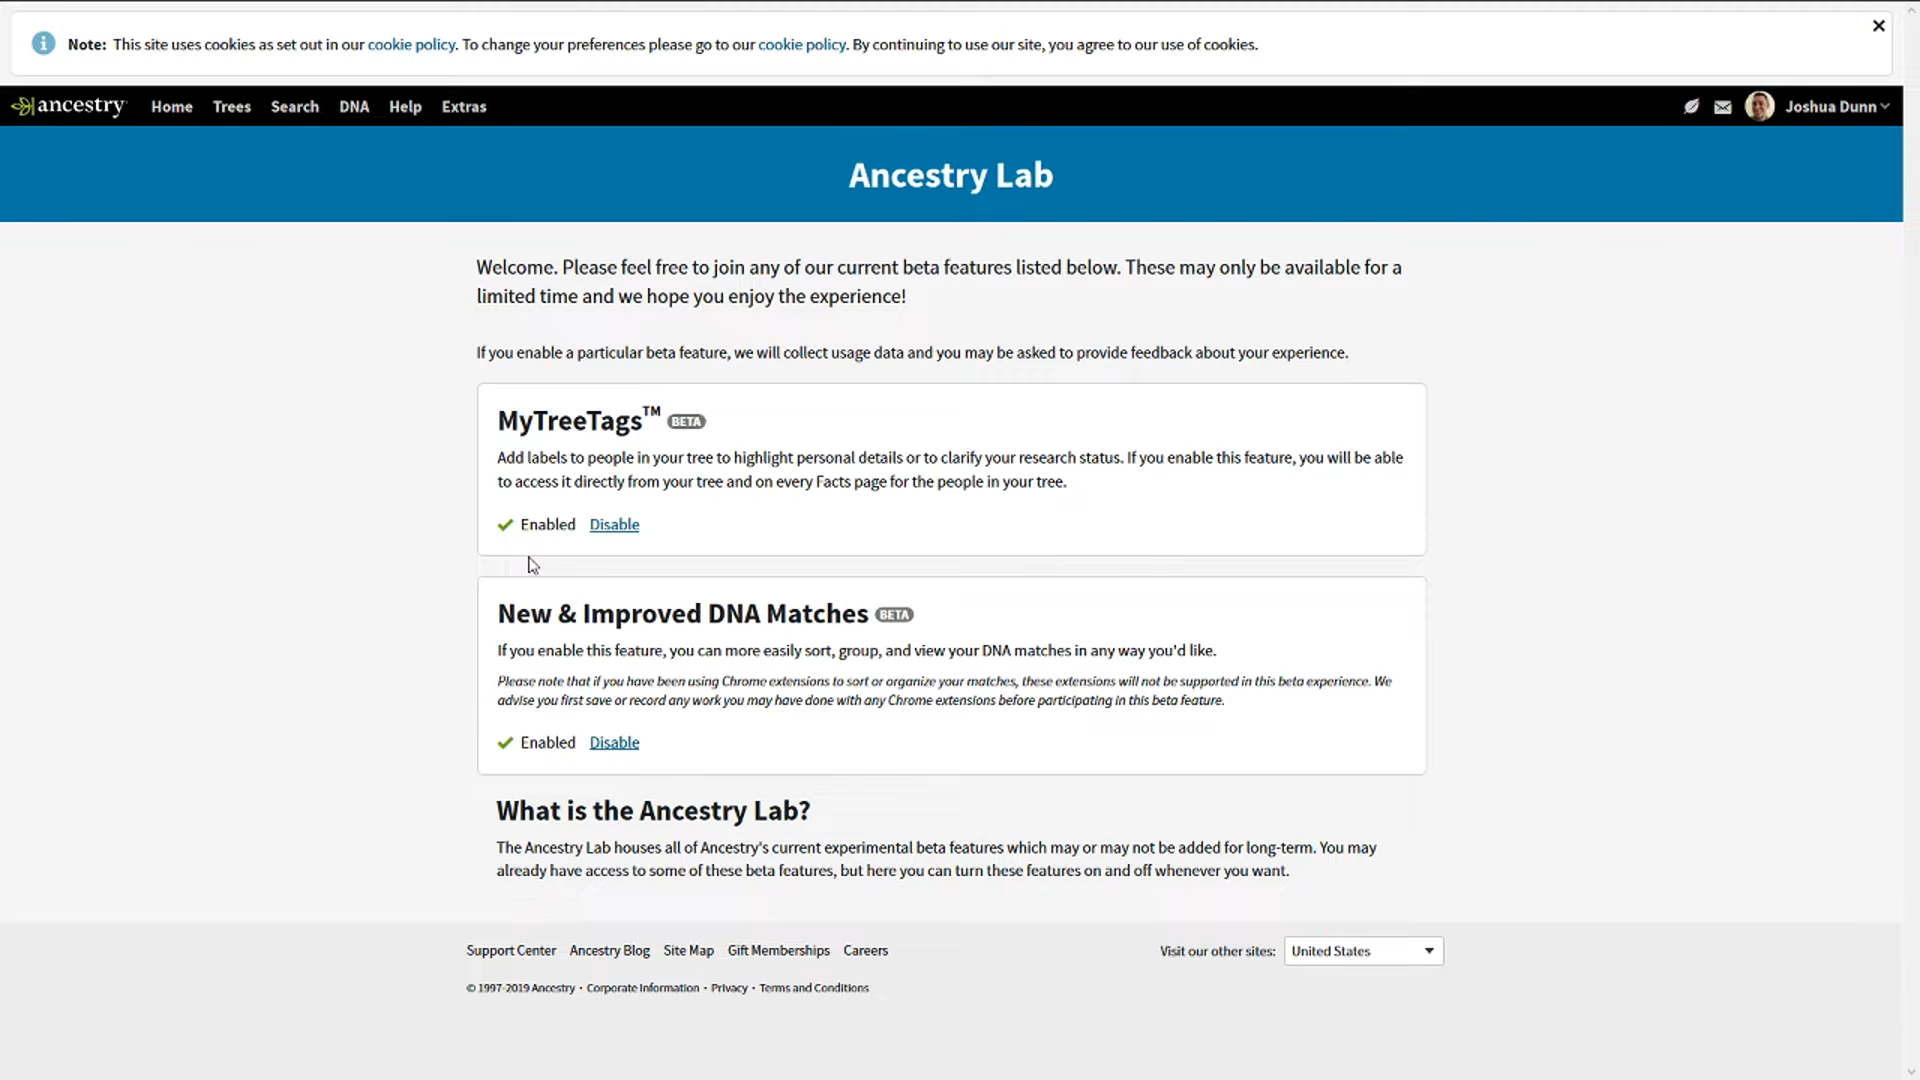 Note: This site uses cookies as set out in our cookie policy. To change your preferences please go to our cookie policy. By continuing to use our site, you agree to our use of cookies.
ancestry Home Trees Search DNA Help Extras Joshua Dunn
Ancestry Lab
Welcome. Please feel free to join any of our current beta features listed below. These may only be available for a
limited time and we hope you enjoy the experience!
If you enable a particular beta feature, we will collect usage data and you may be asked to provide feedback about your experience.
MyTreeTags™ BETA
Add labels to people in your tree to highlight personal details or to clarify your research status. If you enable this feature, you will be able
to access it directly from your tree and on every Facts page for the people in your tree.
Enabled Disable
New & Improved DNA Matches BETA
If you enable this feature, you can more easily sort, group, and view your DNA matches in any way you'd like.
Please note that if you have been using Chrome extensions to sort or organize your matches, these extensions will not be supported in this beta experience. We
advise you first save or record any work you may have done with any Chrome extensions before participating in this beta feature.
Enabled Disable
What is the Ancestry Lab?
The Ancestry Lab houses all of Ancestry's current experimental beta features which may or may not be added for long-term. You may
already have access to some of these beta features, but here you can turn these features on and off whenever you want.
Support Center Ancestry Blog Site Map Gift Memberships Careers Visit our other sites: United States
© 1997-2019 Ancestry • Corporate Information • Privacy • Terms and Conditions